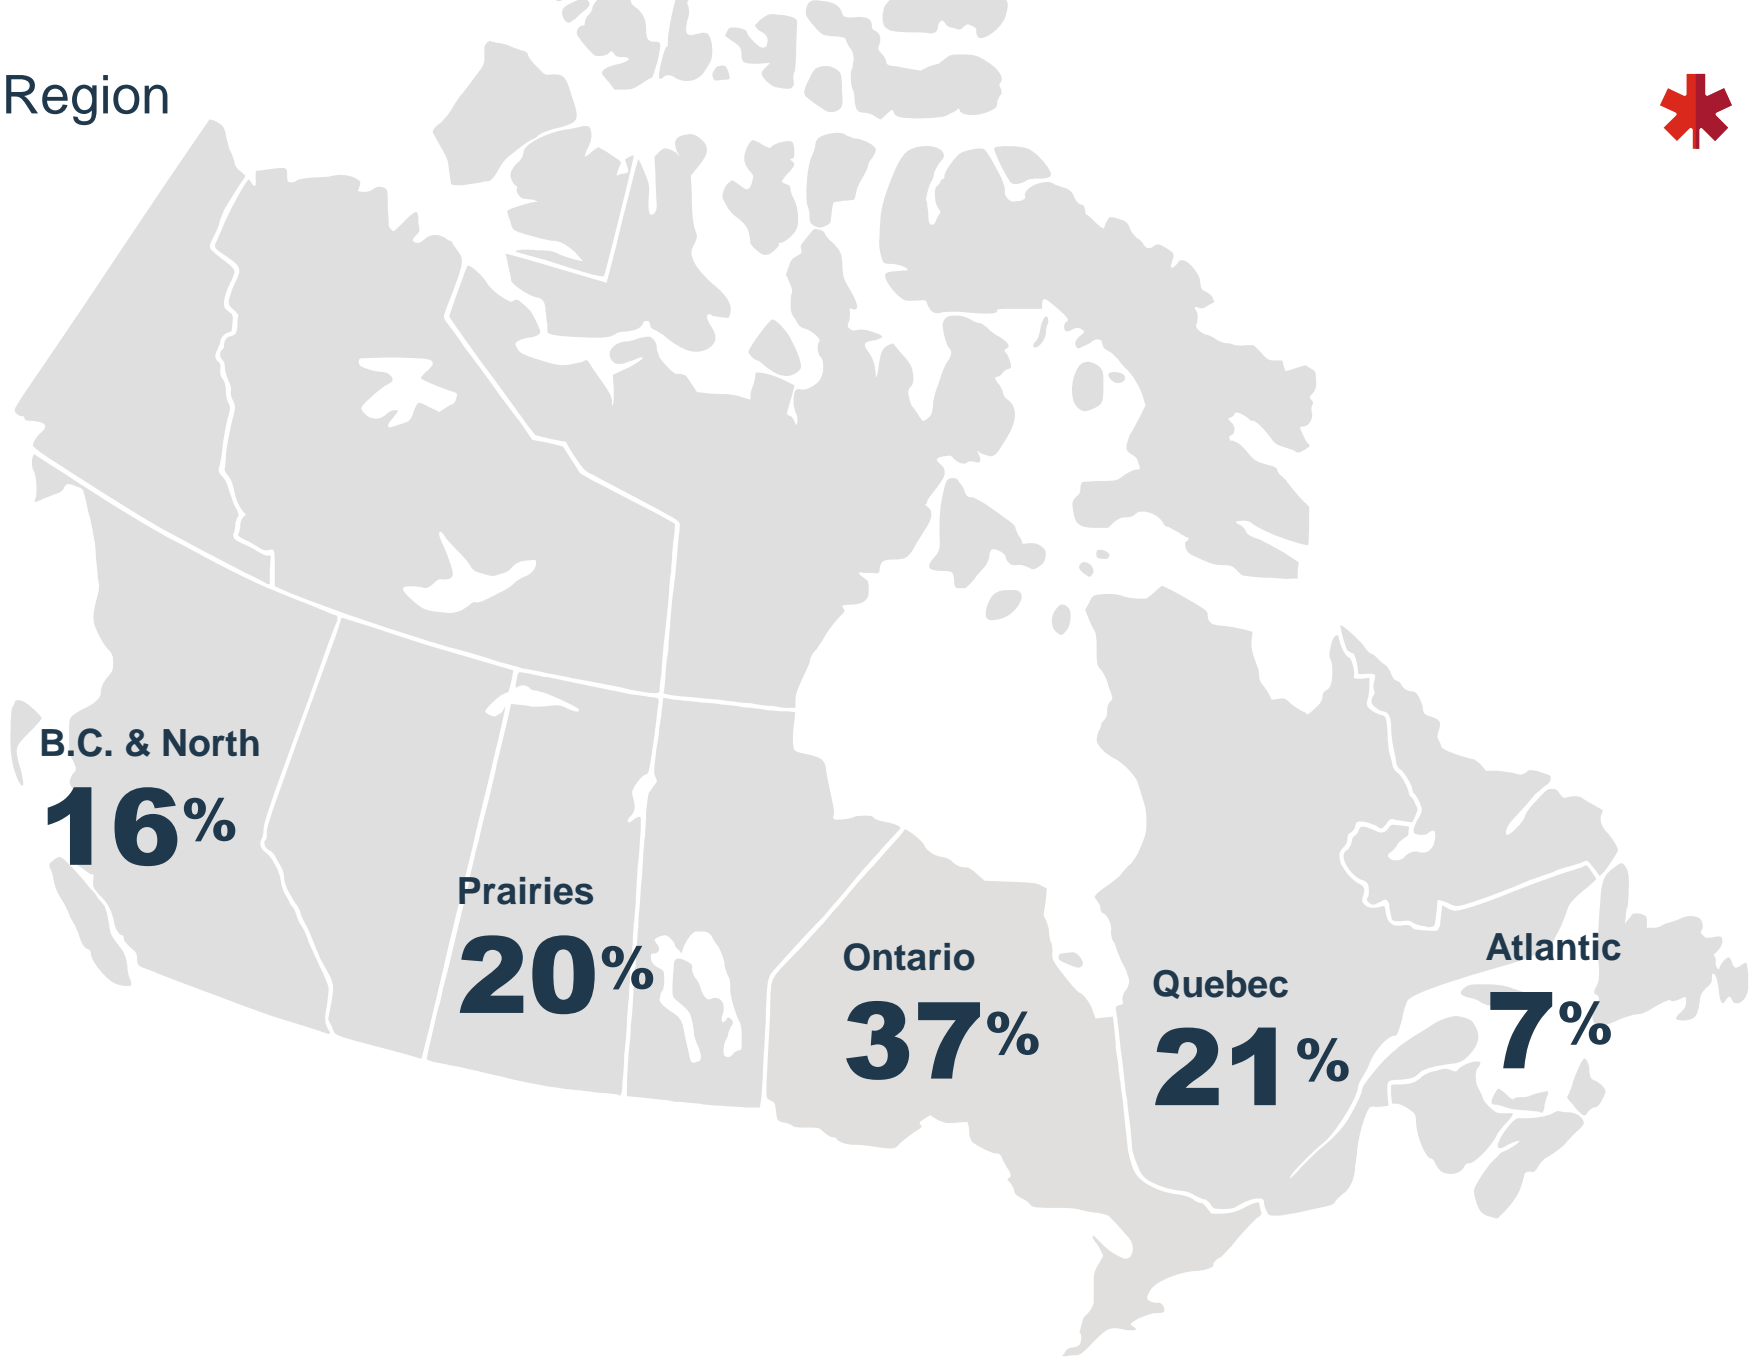 Region
B.C. & North
16%
Prairies
20%
Ontario
37%
Quebec
21%
Atlantic
7%